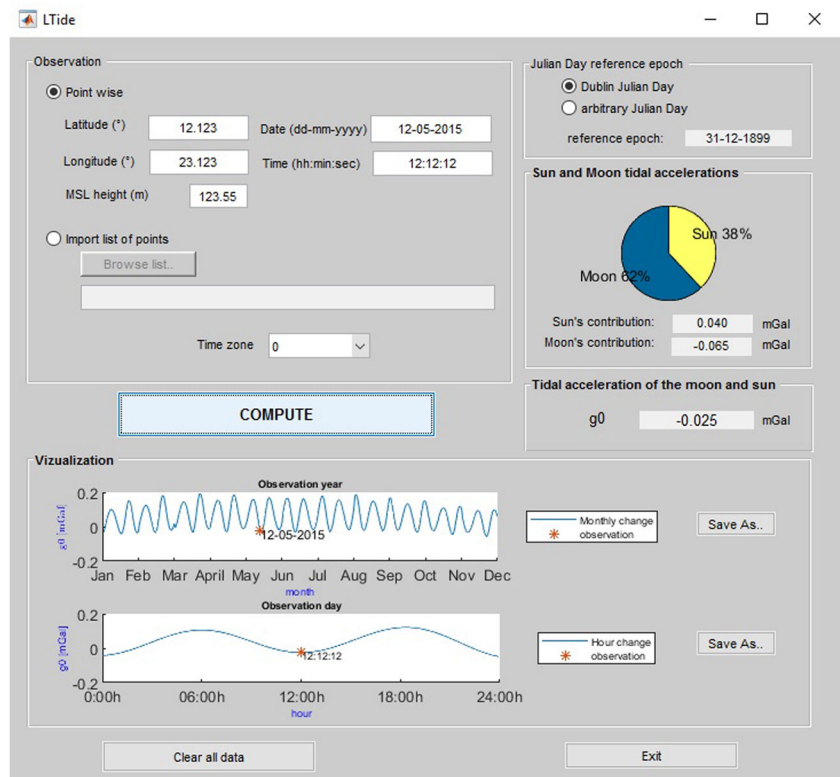 LTide
Observation
Point wise
Latitude (°)
12.123
Date (dd-mm-yyyy)
12-05-2015
Longitude (°)
23.123
Time (hh:min:sec)
12:12:12
MSL height (m)
123.55
Import list of points
Browse list..
Time zone
0
COMPUTE
Julian Day reference epoch
Dublin Julian Day
arbitrary Julian Day
reference epoch:
31-12-1899
Sun and Moon tidal accelerations
Sun 38%
Moon 62%
Sun's contribution:
0.040
mGal
Moon's contribution:
-0.065
mGal
Tidal acceleration of the moon and sun
g0
-0.025
mGal
Vizualization
Observation year
g0 [mGal]
0.2
0
-0.2
12-05-2015
Jan Feb Mar April May Jun Jul Aug Sep Oct Nov Dec
month
Monthly change
observation
Save As..
Observation day
g0 [mGal]
0.2
0
-0.2
12:12:12
0:00h 06:00h 12:00h 18:00h 24:00h
hour
Hour change
observation
Save As..
Clear all data
Exit